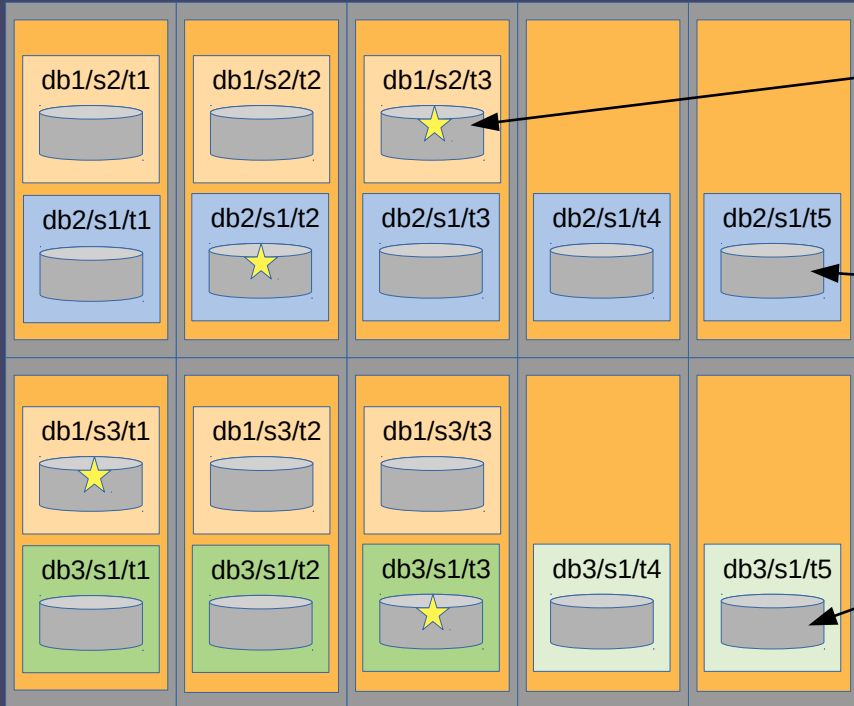 db1/s2/t1 db1/s2/t2 db1/s2/t3
db2/s1/t1 db2/s1/t2 db2/s1/t3 db2/s1/t4 db2/s1/t5
db1/s3/t1 db1/s3/t2 db1/s3/t3
db3/s1/t1 db3/s1/t2 db3/s1/t3 db3/s1/t4 db3/s1/t5